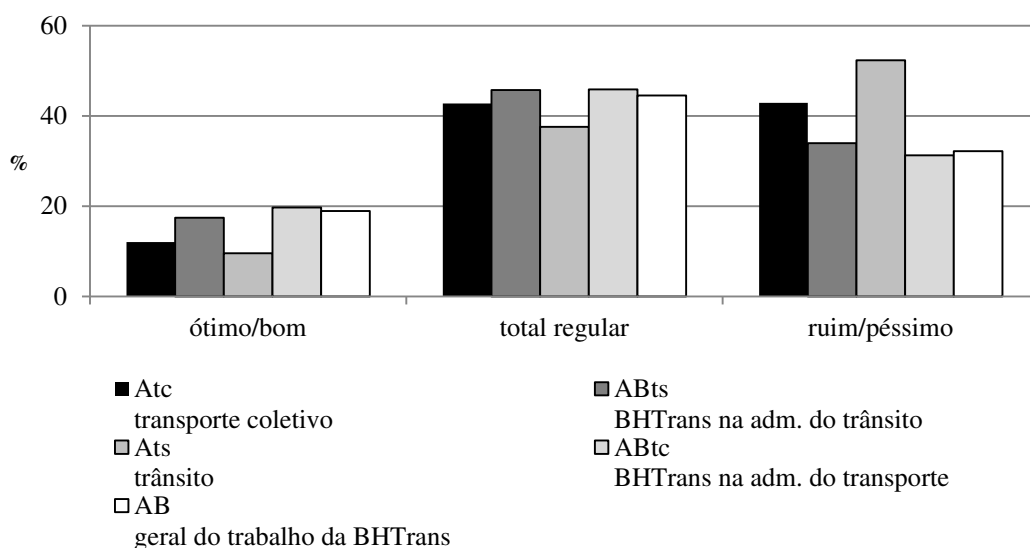 60
40
%
20
0
ótimo/bom
total regular
ruim/péssimo
Atc
transporte coletivo
ABts
BHTrans na adm. do trânsito
Ats
trânsito
ABtc
BHTrans na adm. do transporte
AB
geral do trabalho da BHTrans